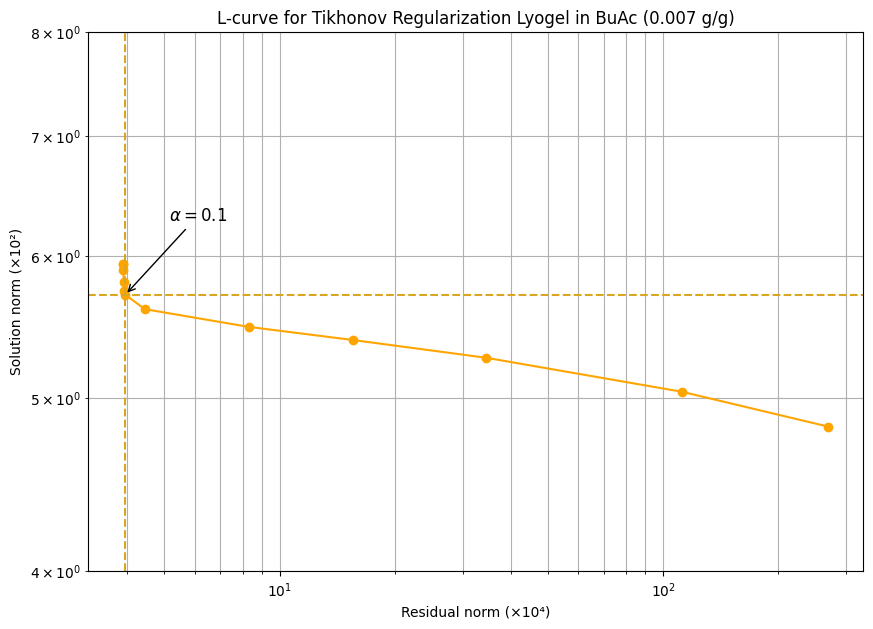 L-curve for Tikhonov Regularization Lyogel in BuAc (0.007 g/g)
8 × 10⁰
7 × 10⁰
6 × 10⁰
5 × 10⁰
4 × 10⁰
Solution norm (×10²)
α = 0.1
10¹
10²
Residual norm (×10⁴)